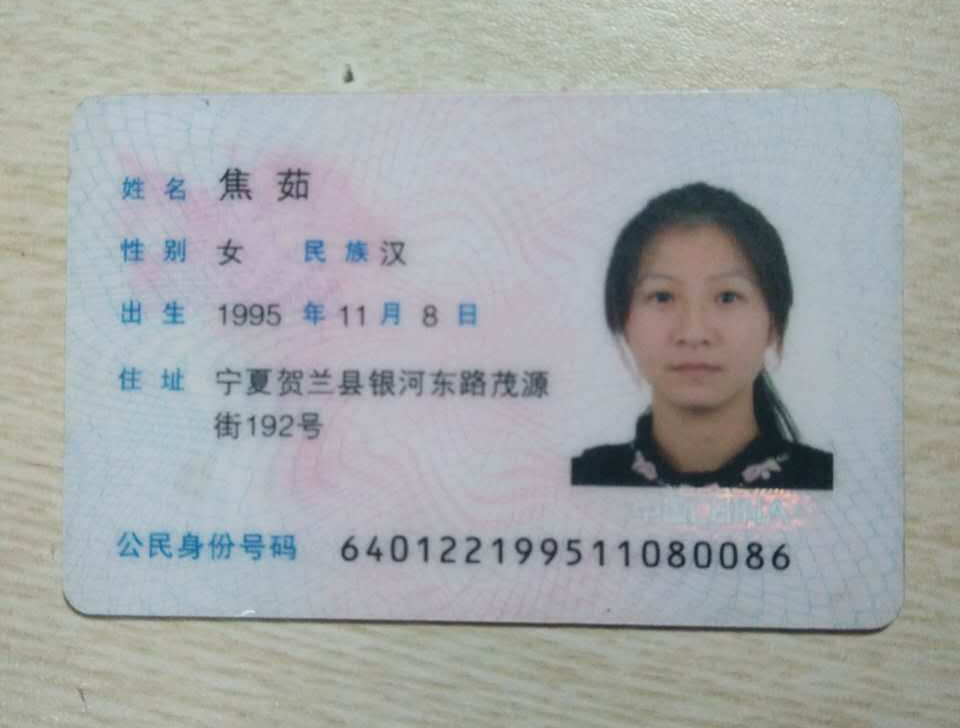 姓名 焦茹
性别 女 民族 汉
出生 1995 年 11 月 8 日
住址 宁夏贺兰县银河东路茂源
街192号
中国 CHINA
公民身份号码 640122199511080086